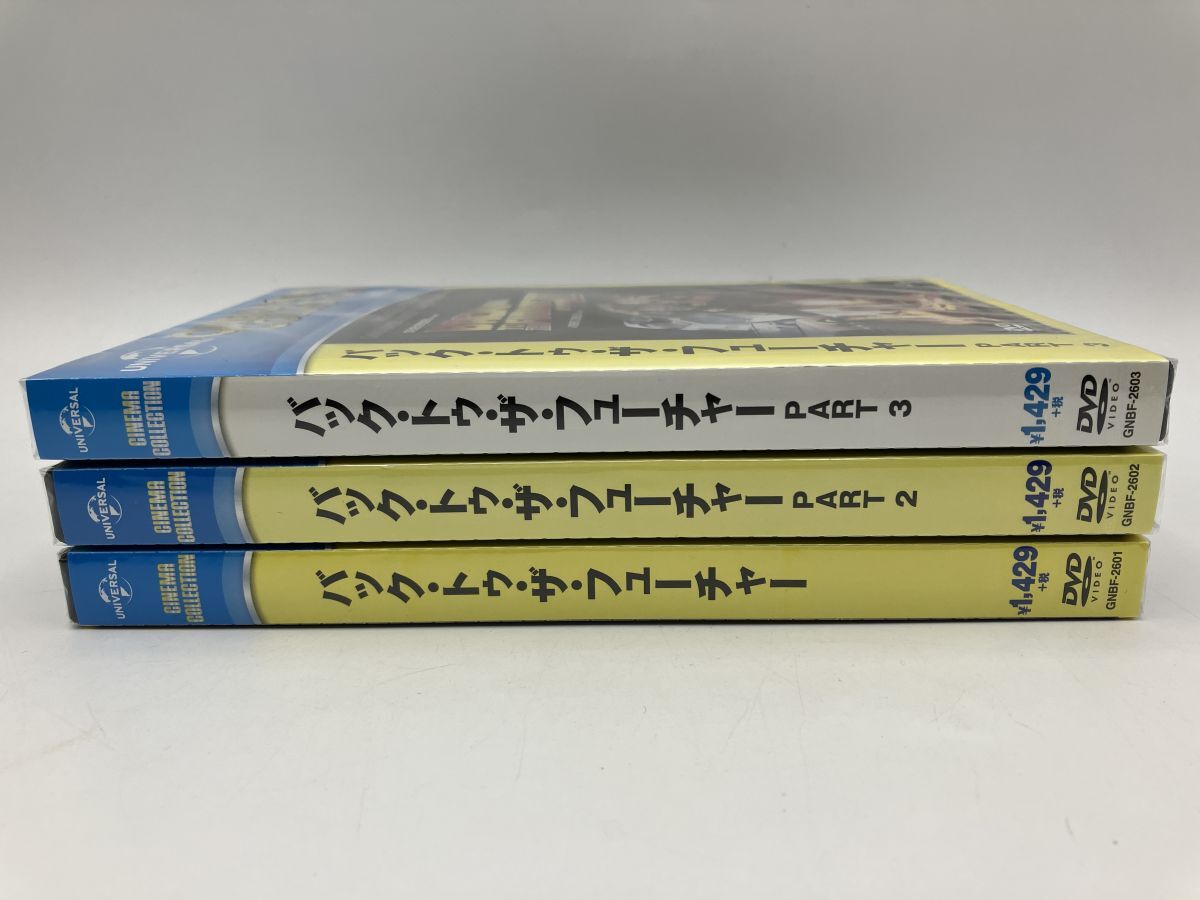 UNIVERSAL
バック・トゥ・ザ・フューチャー PART 3
UNIVERSAL
CINEMA
COLLECTION
バック・トゥ・ザ・フューチャー PART 3
¥1,429
+税
DVD
VIDEO
GNBF-2603
UNIVERSAL
CINEMA
COLLECTION
バック・トゥ・ザ・フューチャー PART 2
¥1,429
+税
DVD
VIDEO
GNBF-2602
UNIVERSAL
CINEMA
COLLECTION
バック・トゥ・ザ・フューチャー
¥1,429
+税
DVD
VIDEO
GNBF-2601